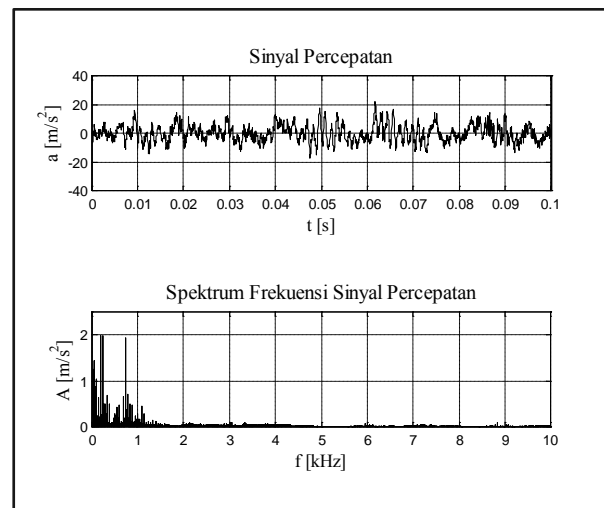 Sinyal Percepatan
40
20
0
-20
-40
a [m/s²]
0 0.01 0.02 0.03 0.04 0.05 0.06 0.07 0.08 0.09 0.1
t [s]
Spektrum Frekuensi Sinyal Percepatan
2
1
0
A [m/s²]
0 1 2 3 4 5 6 7 8 9 10
f [kHz]